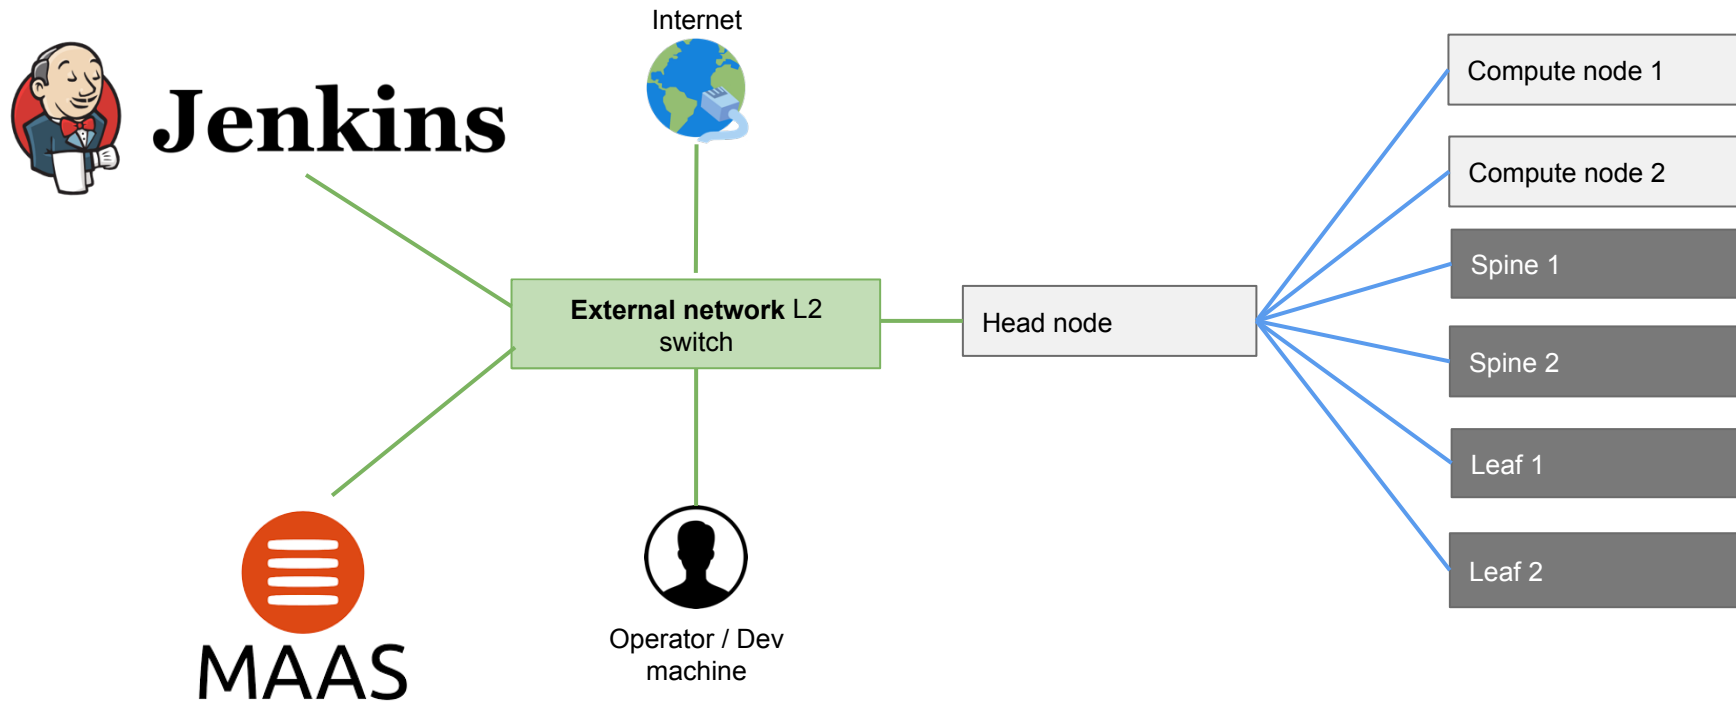 Internet
Jenkins
Compute node 1
Compute node 2
Spine 1
External network L2
switch
Head node
Spine 2
Leaf 1
Leaf 2
Operator / Dev
machine
MAAS